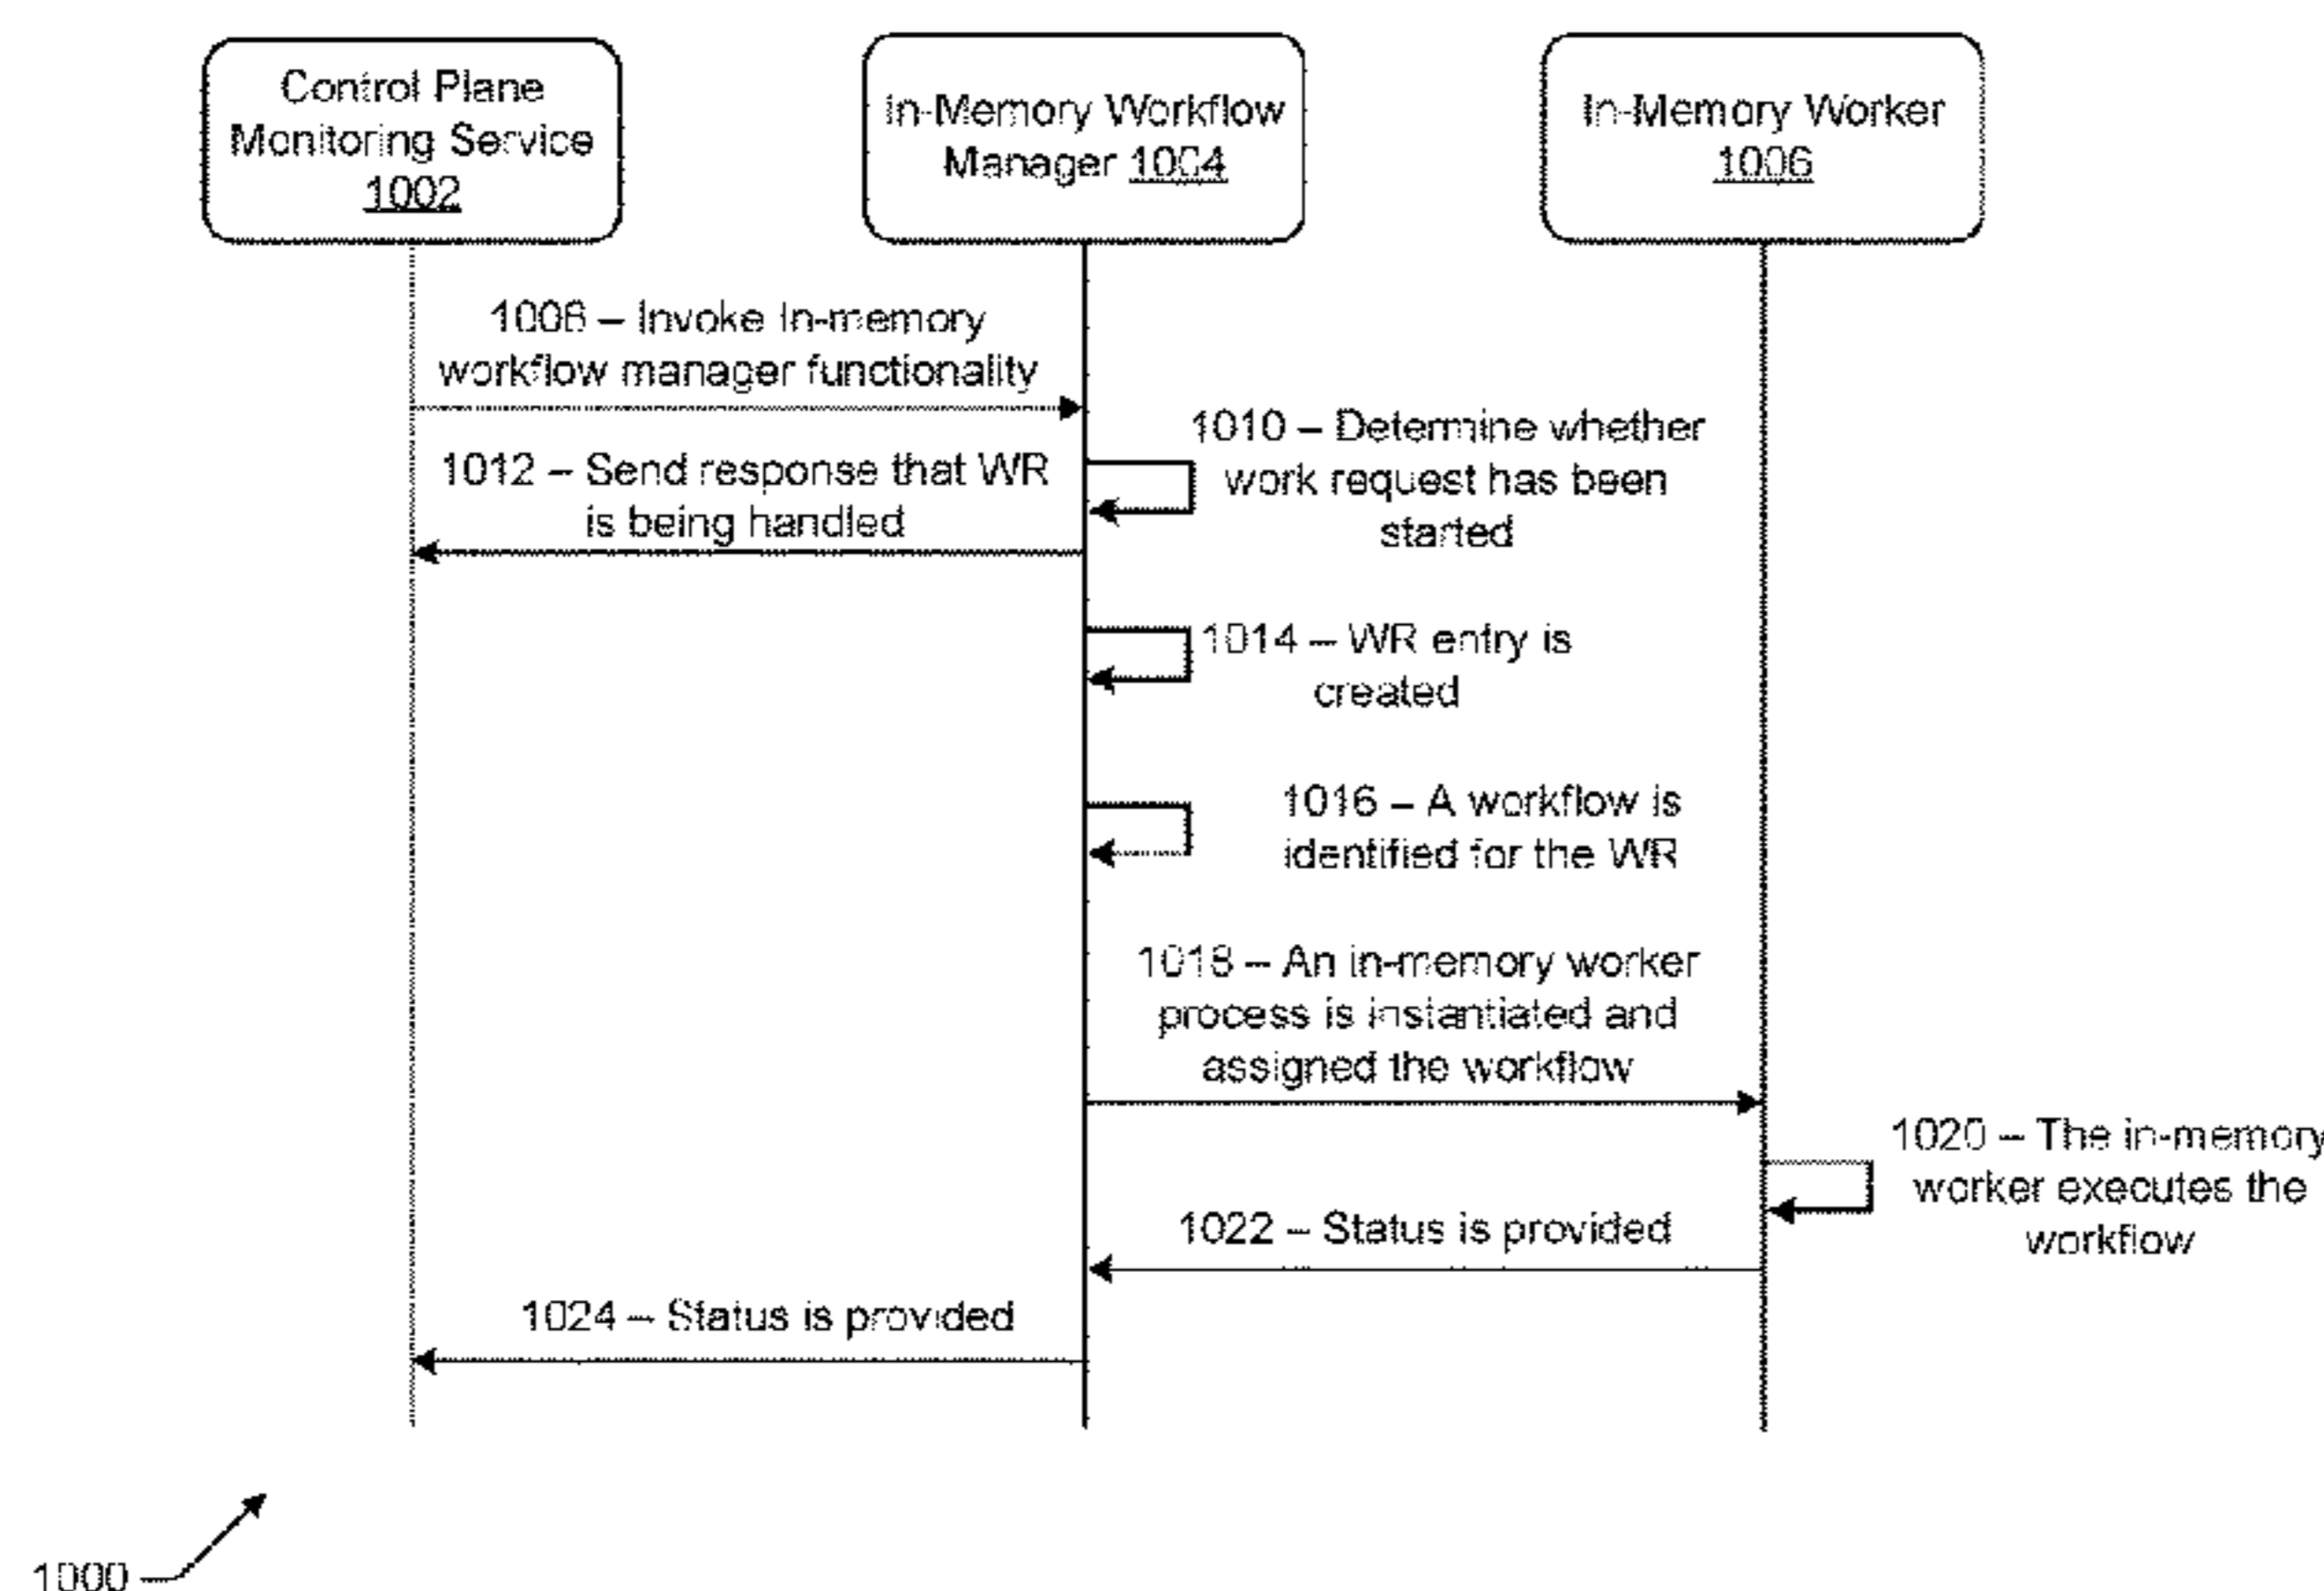 Control Plane
Monitoring Service
1002
In-Memory Workflow
Manager 1004
In-Memory Worker
1006
1008 – Invoke In-memory
workflow manager functionality
1010 – Determine whether
work request has been
started
1012 – Send response that WR
is being handled
1014 – WR entry is
created
1016 – A workflow is
identified for the WR
1018 – An in-memory worker
process is instantiated and
assigned the workflow
1020 – The in-memory
worker executes the
workflow
1022 – Status is provided
1024 – Status is provided
1000